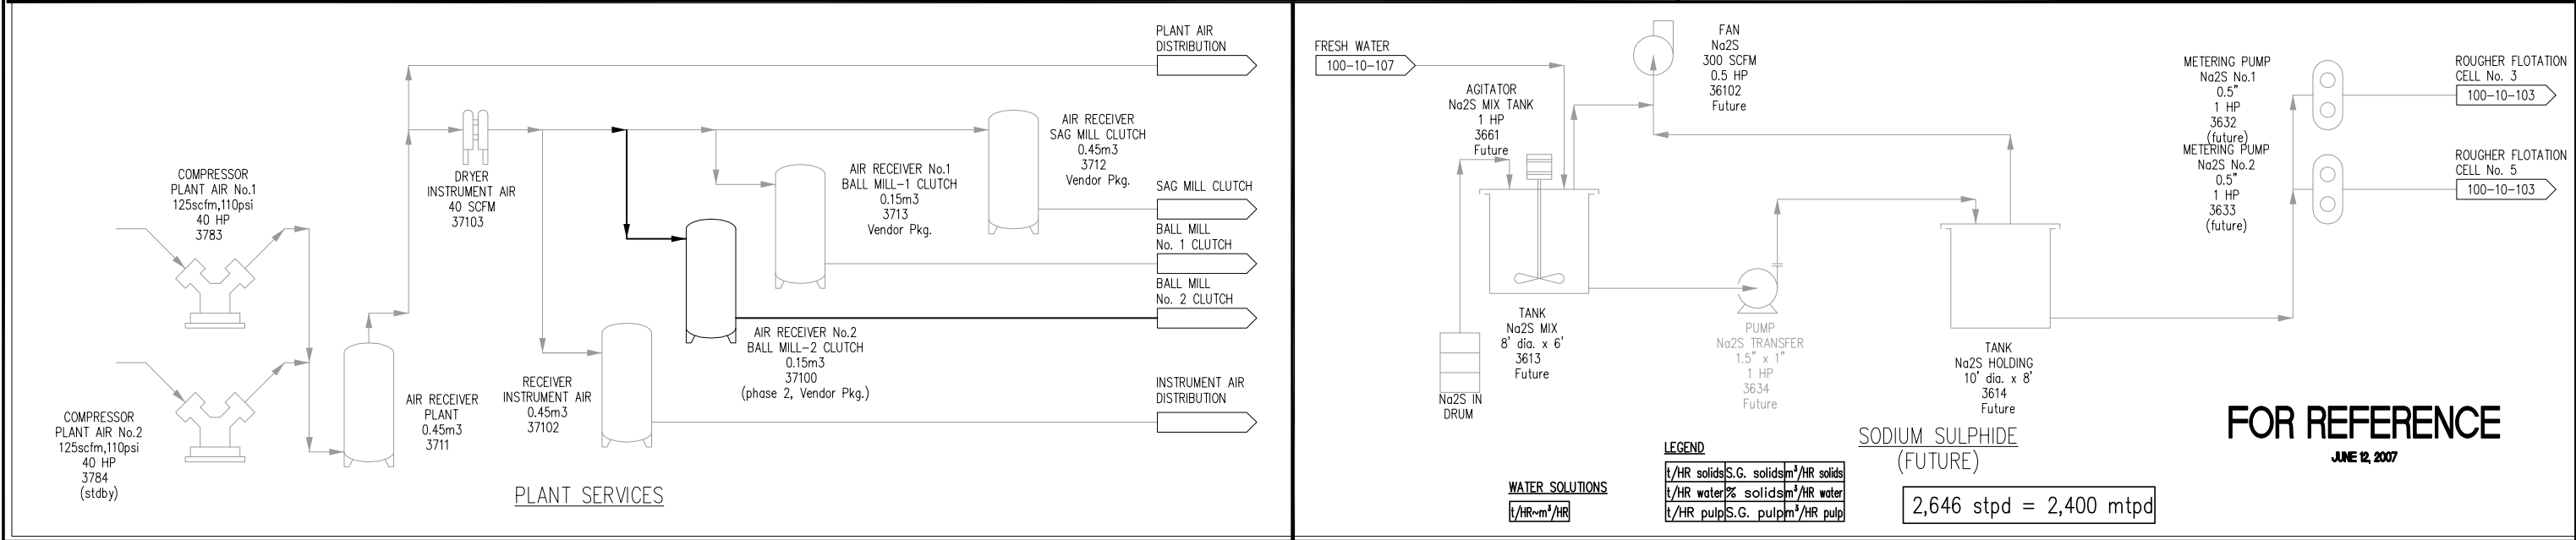 PLANT AIR
DISTRIBUTION
COMPRESSOR
PLANT AIR No.1
125scfm,110psi
40 HP
3783
COMPRESSOR
PLANT AIR No.2
125scfm,110psi
40 HP
3784
(stdby)
AIR RECEIVER
PLANT
0.45m3
3711
DRYER
INSTRUMENT AIR
40 SCFM
37103
RECEIVER
INSTRUMENT AIR
0.45m3
37102
AIR RECEIVER No.2
BALL MILL-2 CLUTCH
0.15m3
37100
(phase 2, Vendor Pkg.)
AIR RECEIVER No.1
BALL MILL-1 CLUTCH
0.15m3
3713
Vendor Pkg.
AIR RECEIVER
SAG MILL CLUTCH
0.45m3
3712
Vendor Pkg.
SAG MILL CLUTCH
BALL MILL
No. 1 CLUTCH
BALL MILL
No. 2 CLUTCH
INSTRUMENT AIR
DISTRIBUTION
PLANT SERVICES
FRESH WATER
100-10-107
AGITATOR
Na2S MIX TANK
1 HP
3661
Future
FAN
Na2S
300 SCFM
0.5 HP
36102
Future
Na2S IN
DRUM
TANK
Na2S MIX
8' dia. x 6'
3613
Future
PUMP
Na2S TRANSFER
1.5" x 1"
1 HP
3634
Future
TANK
Na2S HOLDING
10' dia. x 8'
3614
Future
METERING PUMP
Na2S No.1
0.5"
1 HP
3632
(future)
METERING PUMP
Na2S No.2
0.5"
1 HP
3633
(future)
ROUGHER FLOTATION
CELL No. 3
100-10-103
ROUGHER FLOTATION
CELL No. 5
100-10-103
SODIUM SULPHIDE
(FUTURE)
WATER SOLUTIONS
t/HR~m³/HR
LEGEND
t/HR solids S.G. solids m³/HR solids
t/HR water % solids m³/HR water
t/HR pulp S.G. pulp m³/HR pulp
2,646 stpd = 2,400 mtpd
FOR REFERENCE
JUNE 12, 2007